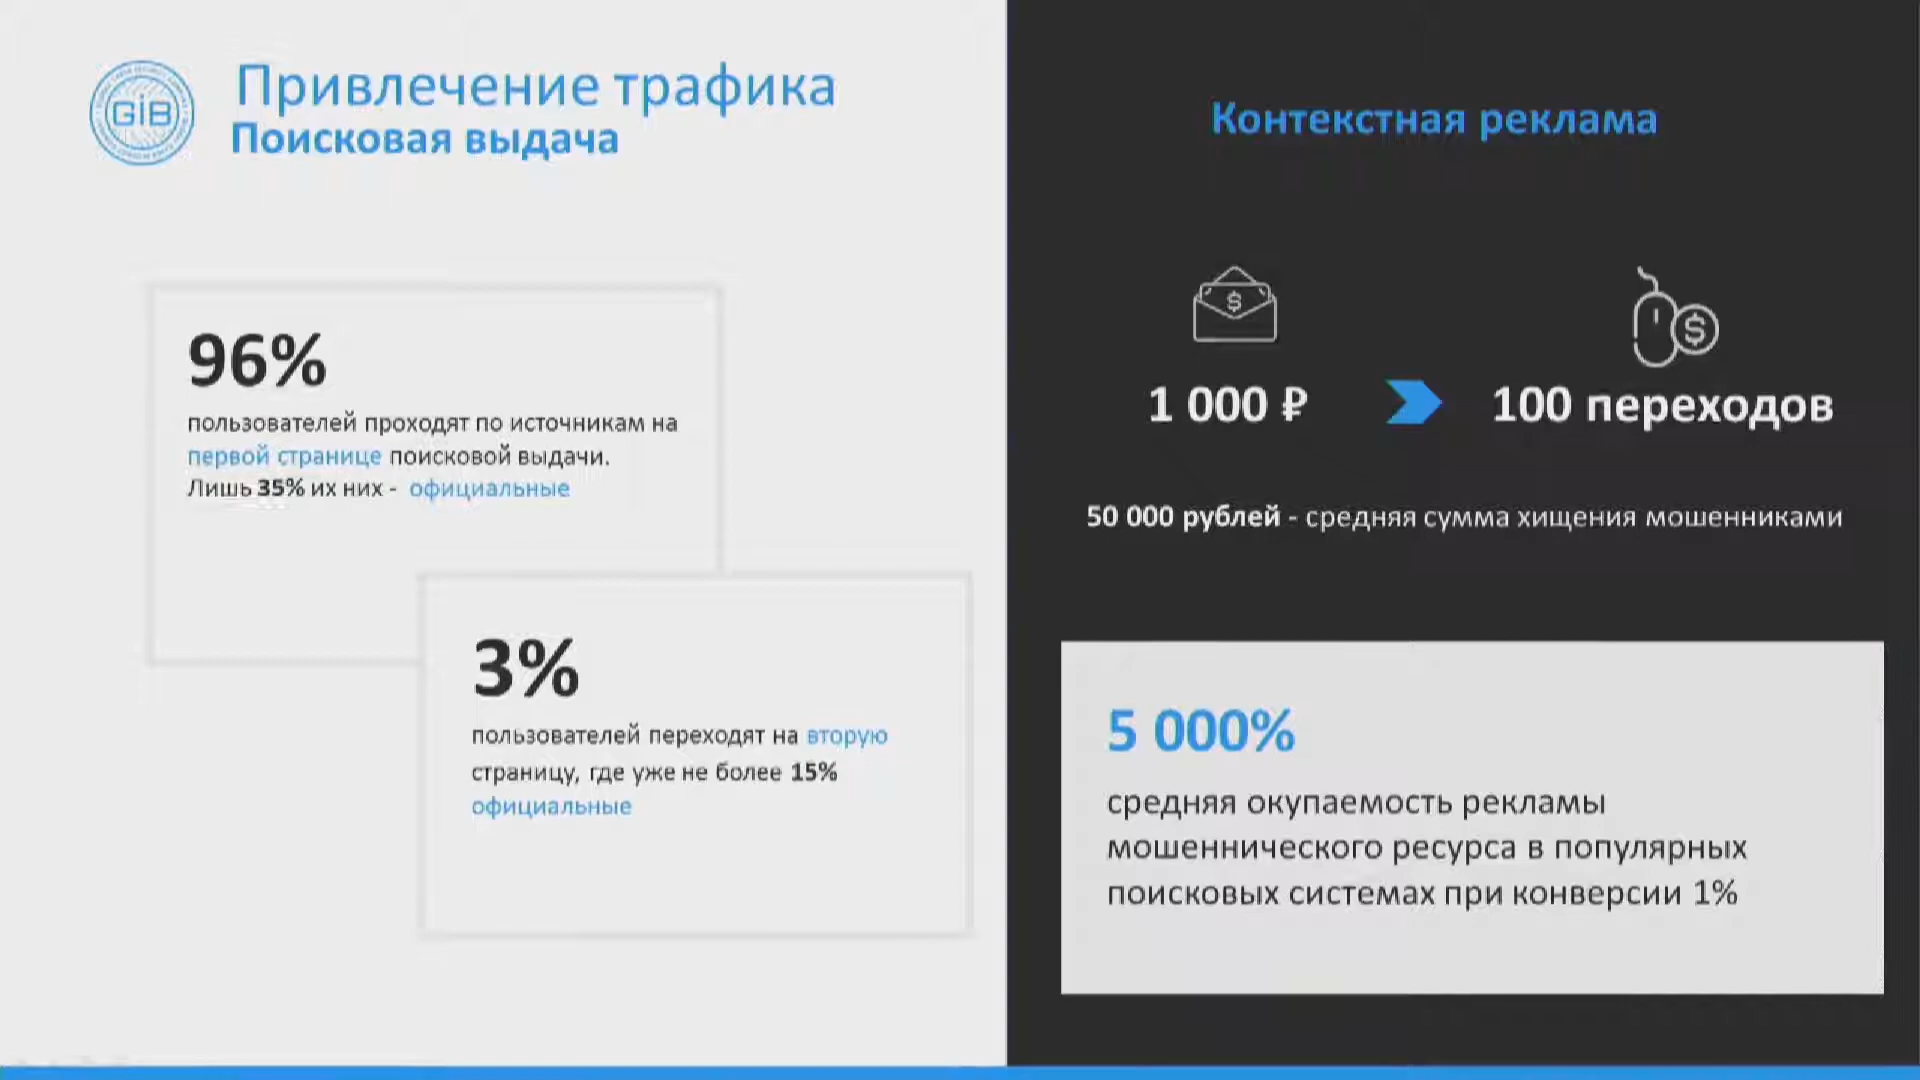 GiB
Привлечение трафика
Поисковая выдача
96%
пользователей проходят по источникам на
первой странице поисковой выдачи.
Лишь 35% их них - официальные
3%
пользователей переходят на вторую
страницу, где уже не более 15%
официальные
Контекстная реклама
1 000 ₽
100 переходов
50 000 рублей - средняя сумма хищения мошенниками
5 000%
средняя окупаемость рекламы
мошеннического ресурса в популярных
поисковых системах при конверсии 1%